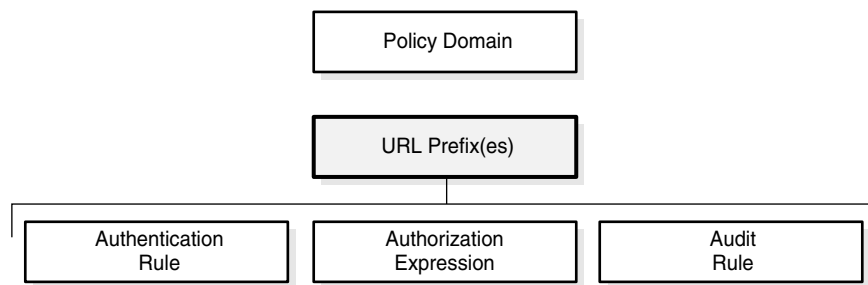 Policy Domain
URL Prefix(es)
Authentication
Rule
Authorization
Expression
Audit
Rule